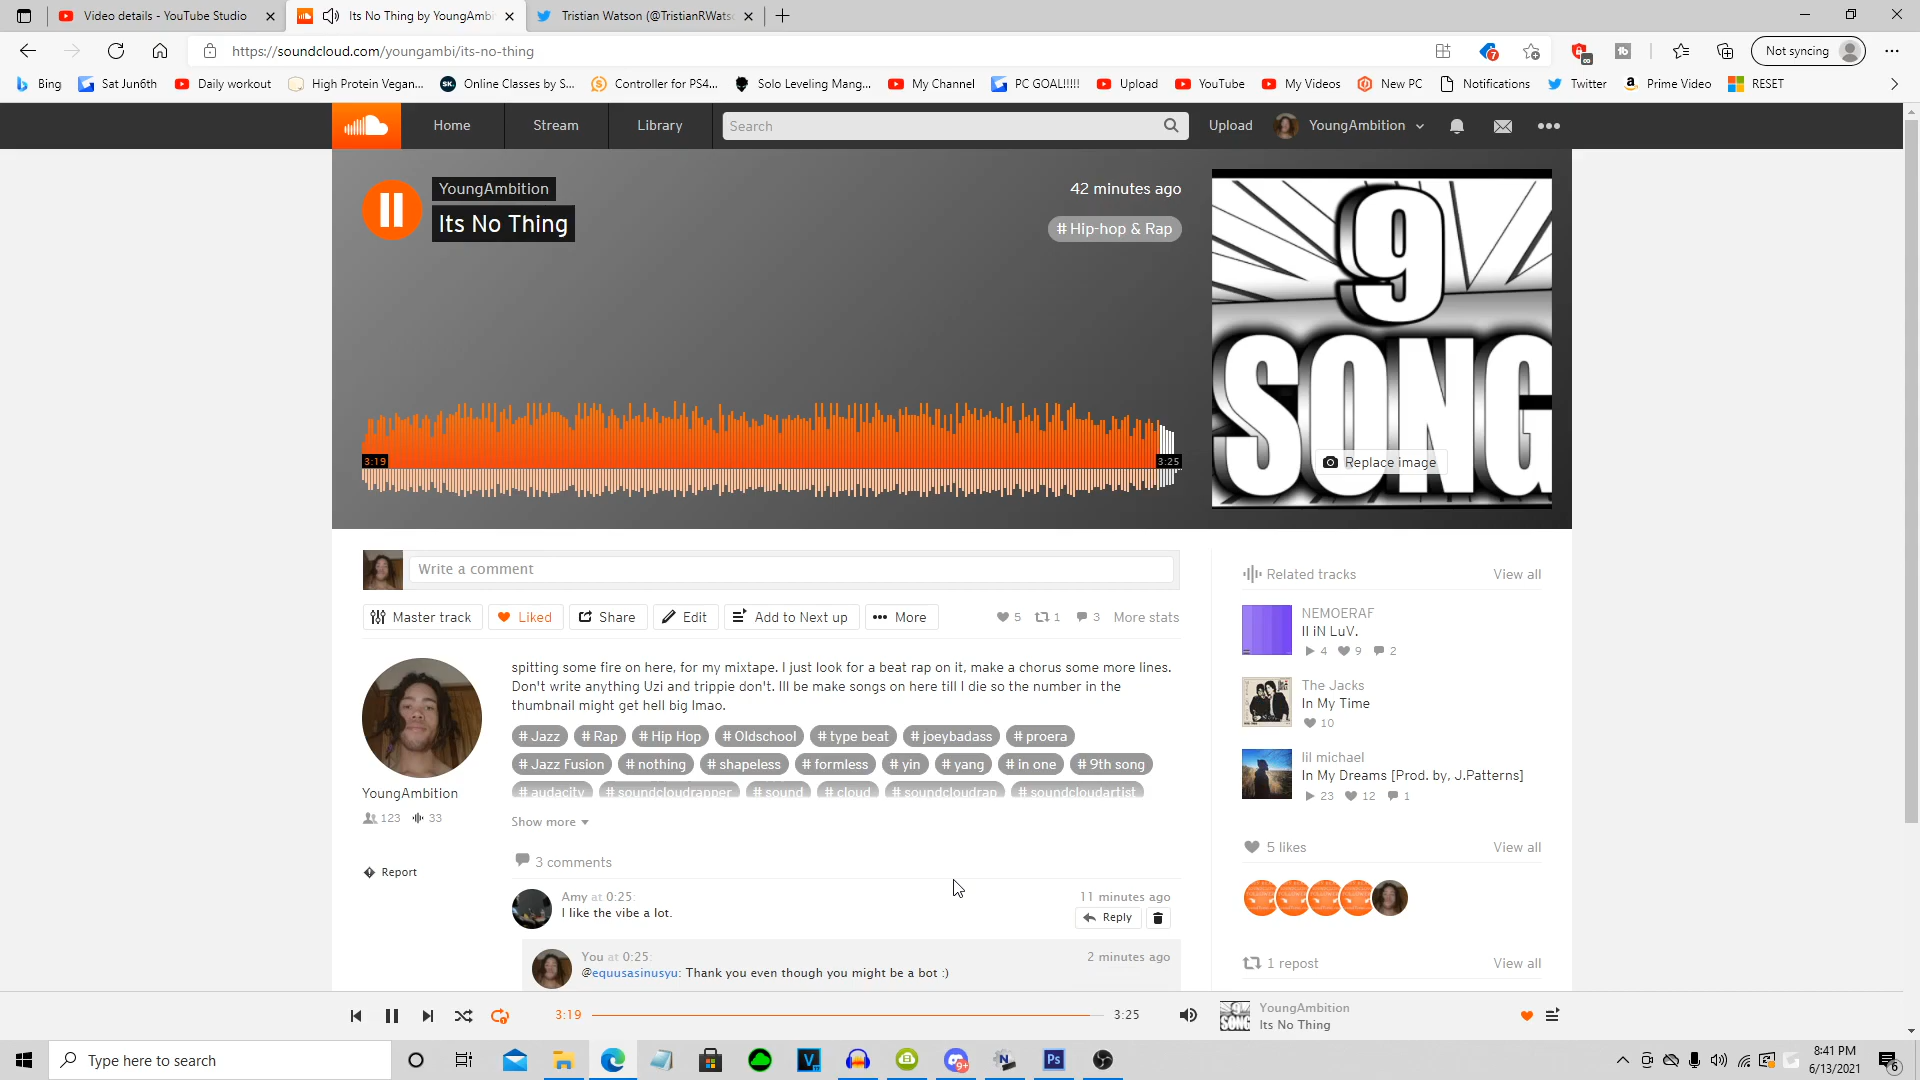 Video details - YouTube Studio
Its No Thing by YoungAmbi
Tristian Watson (@TristianRWats
https://soundcloud.com/youngambi/its-no-thing
7
Not syncing
Bing
Sat Jun6th
Daily workout
High Protein Vegan...
SK
Online Classes by S...
Controller for PS4...
Solo Leveling Mang...
My Channel
PC GOAL!!!!!
Upload
YouTube
My Videos
New PC
Notifications
Twitter
Prime Video
RESET
Home
Stream
Library
Search
Upload
YoungAmbition
YoungAmbition
Its No Thing
42 minutes ago
# Hip-hop & Rap
9
SONG
Replace image
3:19
3:25
Write a comment
Master track
Liked
Share
Edit
Add to Next up
More
5
1
3
More stats
spitting some fire on here, for my mixtape. I just look for a beat rap on it, make a chorus some more lines.
Don't write anything Uzi and trippie don't. Ill be make songs on here till I die so the number in the
thumbnail might get hell big lmao.
# Jazz # Rap # Hip Hop # Oldschool # type beat # joeybadass # proera
# Jazz Fusion # nothing # shapeless # formless # yin # yang # in one # 9th song
# audacity # soundcloudrapper # sound # cloud # soundcloudrap # soundcloudartist
Show more
YoungAmbition
123 33
Report
3 comments
Amy at 0:25:
I like the vibe a lot.
11 minutes ago
Reply
You at 0:25:
@equusasinusyu: Thank you even though you might be a bot :)
2 minutes ago
Related tracks
View all
NEMOERAF
II iN LuV.
4 9 2
The Jacks
In My Time
10
lil michael
In My Dreams [Prod. by, J.Patterns]
23 12 1
5 likes
View all
1 repost
View all
3:19
3:25
9
SONG
YoungAmbition
Its No Thing
Type here to search
9+
Ps
8:41 PM
6/13/2021
6